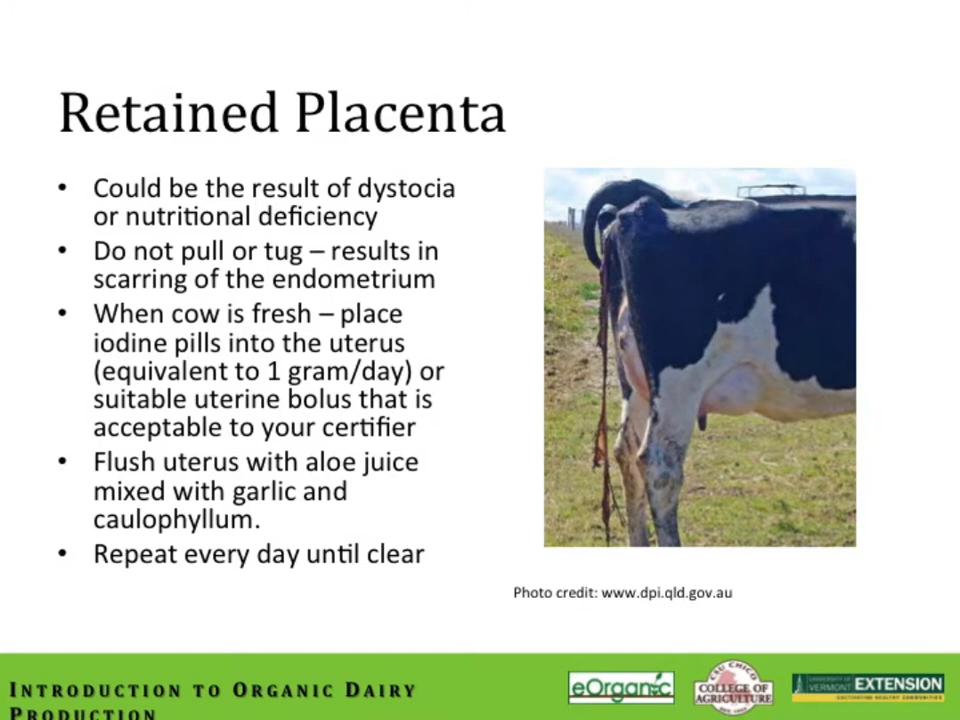 Retained Placenta
• Could be the result of dystocia
or nutritional deficiency
• Do not pull or tug – results in
scarring of the endometrium
• When cow is fresh – place
iodine pills into the uterus
(equivalent to 1 gram/day) or
suitable uterine bolus that is
acceptable to your certifier
• Flush uterus with aloe juice
mixed with garlic and
caulophyllum.
• Repeat every day until clear
Photo credit: www.dpi.qld.gov.au
INTRODUCTION TO ORGANIC DAIRY
PRODUCTION
eOrganic
CSU CHICO
COLLEGE OF
AGRICULTURE
UNIVERSITY OF
VERMONT EXTENSION
CULTIVATING HEALTHY COMMUNITIES